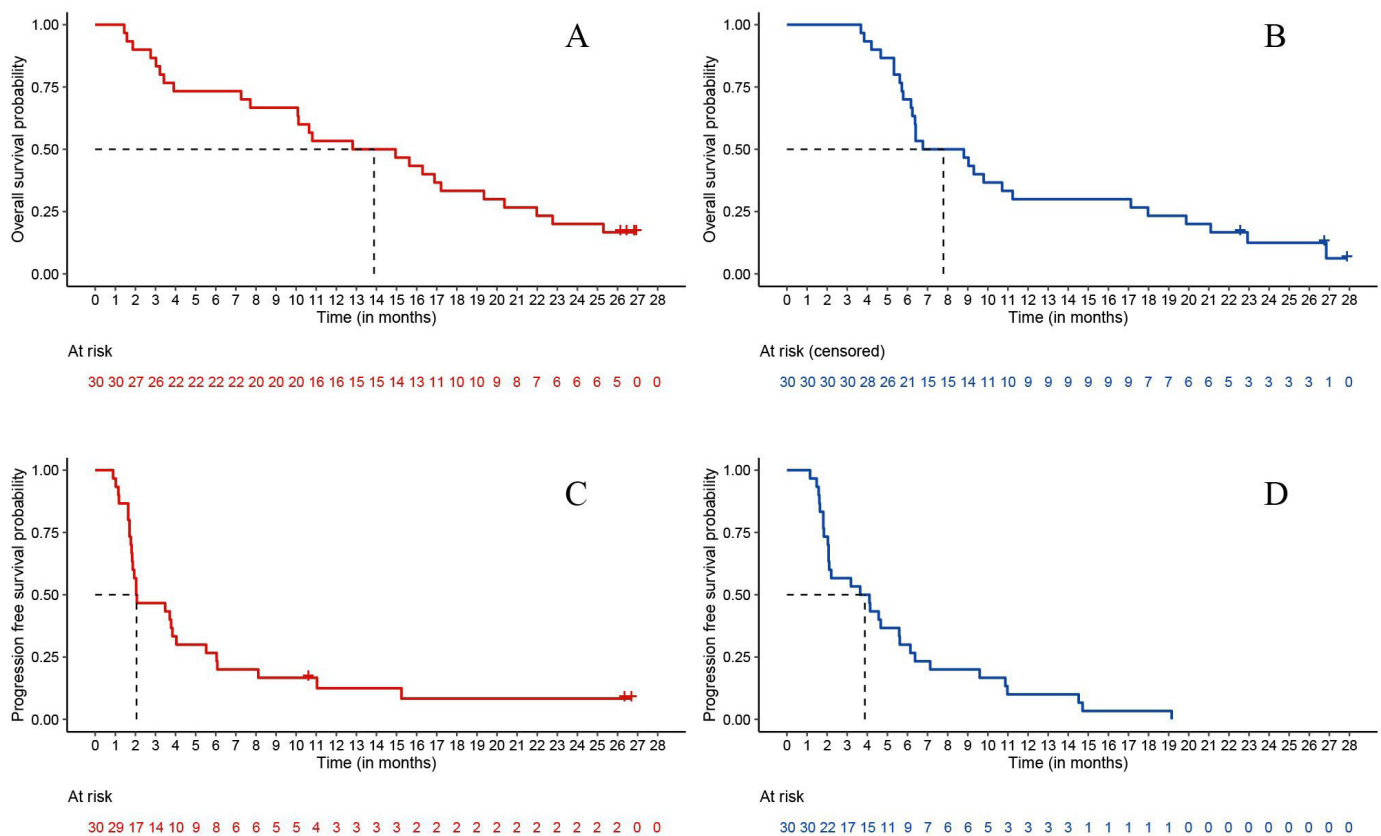 A
Overall survival probability
1.00
0.75
0.50
0.25
0.00
0 1 2 3 4 5 6 7 8 9 10 11 12 13 14 15 16 17 18 19 20 21 22 23 24 25 26 27 28
Time (in months)
At risk
30 30 27 26 22 22 22 22 20 20 20 16 16 15 15 14 13 11 10 10 9 8 7 6 6 6 5 0 0
B
Overall survival probability
1.00
0.75
0.50
0.25
0.00
0 1 2 3 4 5 6 7 8 9 10 11 12 13 14 15 16 17 18 19 20 21 22 23 24 25 26 27 28
Time (in months)
At risk (censored)
30 30 30 30 28 26 21 15 15 14 11 10 9 9 9 9 9 9 7 7 6 6 5 3 3 3 3 1 0
C
Progression free survival probability
1.00
0.75
0.50
0.25
0.00
0 1 2 3 4 5 6 7 8 9 10 11 12 13 14 15 16 17 18 19 20 21 22 23 24 25 26 27 28
Time (in months)
At risk
30 29 17 14 10 9 8 6 6 5 5 4 3 3 3 3 2 2 2 2 2 2 2 2 2 2 2 0 0
D
Progression free survival probability
1.00
0.75
0.50
0.25
0.00
0 1 2 3 4 5 6 7 8 9 10 11 12 13 14 15 16 17 18 19 20 21 22 23 24 25 26 27 28
Time (in months)
At risk
30 30 22 17 15 11 9 7 6 6 5 3 3 3 3 1 1 1 1 1 0 0 0 0 0 0 0 0 0